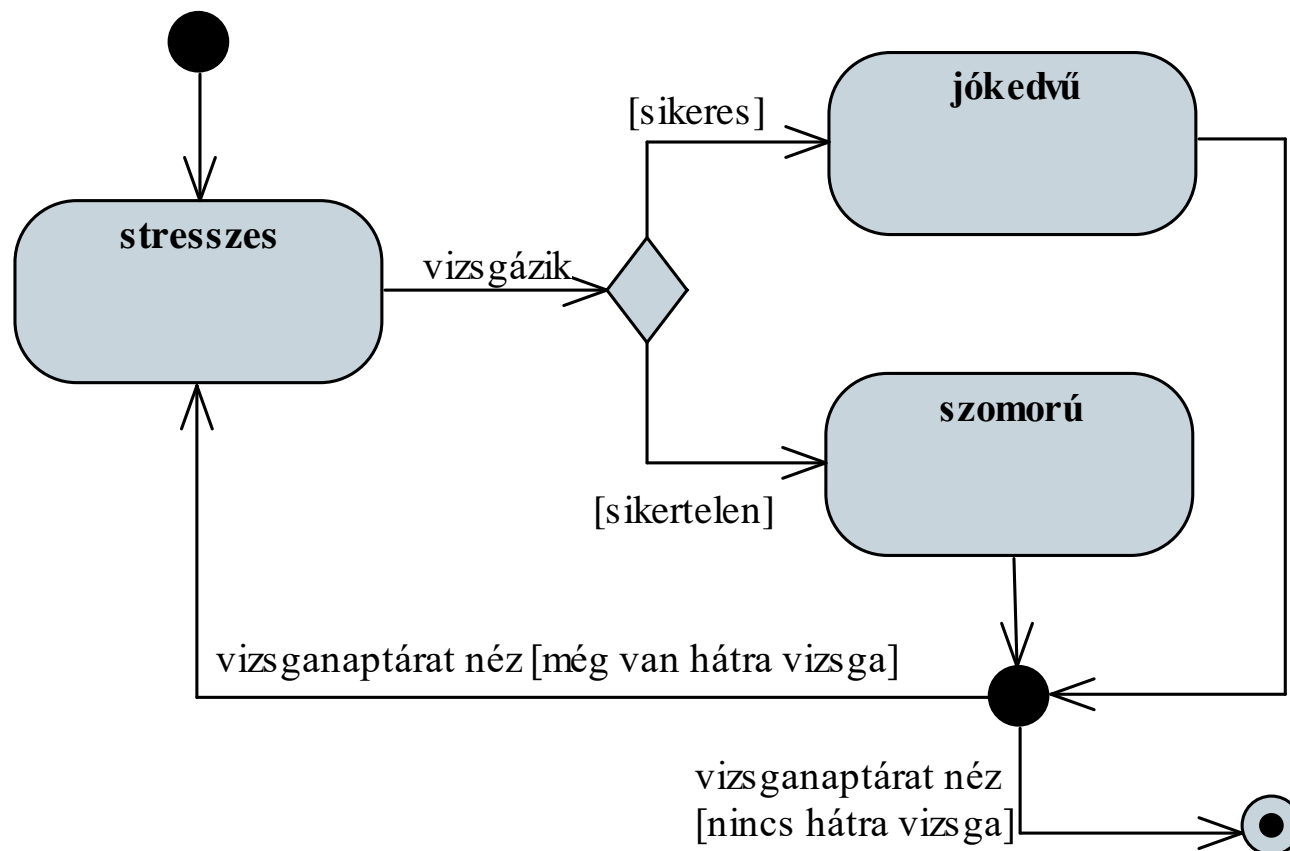 jókedvű
[sikeres]
stresszes
vizsgázik
szomorú
[sikertelen]
vizsganaptárat néz [még van hátra vizsga]
vizsganaptárat néz
[nincs hátra vizsga]